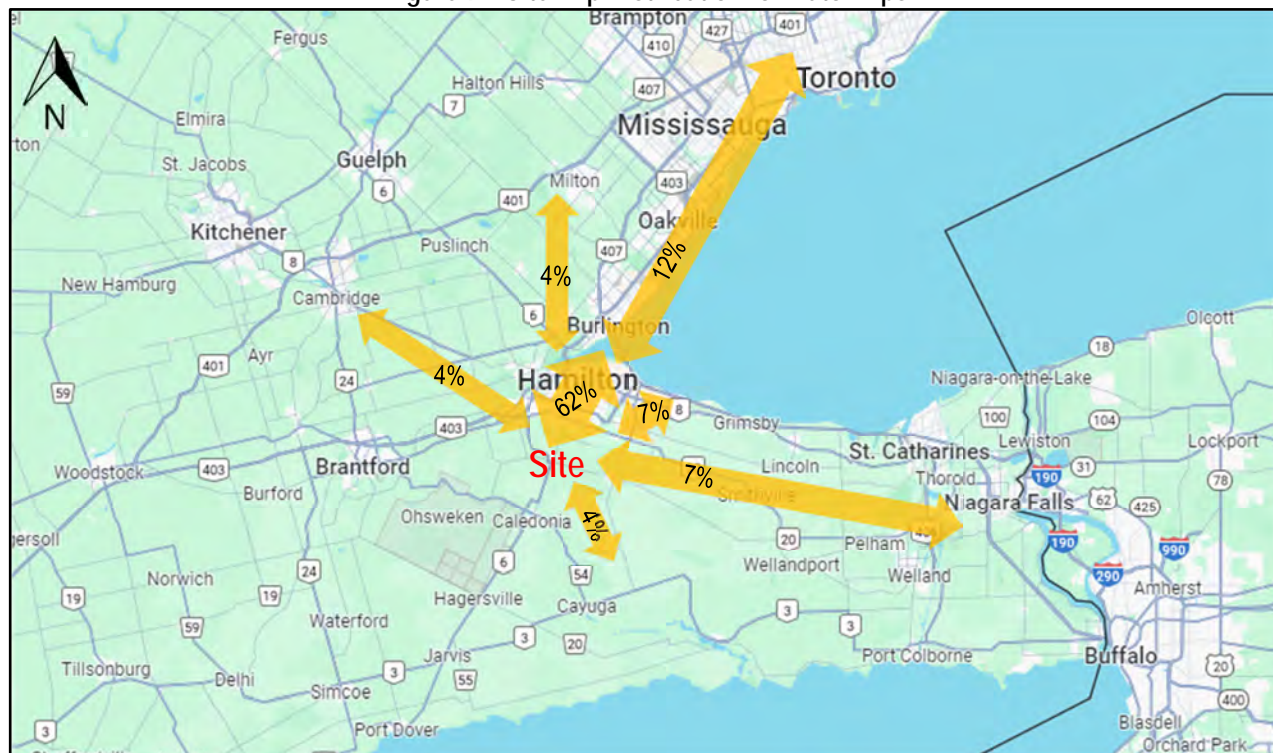 Brampton
427
401
410
Fergus
Halton Hills
407
Toronto
7
N
Elmira
Mississauga
ton
St. Jacobs
Guelph
6
Milton
403
401
Oakville
Kitchener
Puslinch
407
8
12%
New Hamburg
4%
Cambridge
6
Burlington
Olcott
Ayr
401
18
24
4%
Hamilton
Niagara-on-the-Lake
59
62%
7%
8
100
104
403
Grimsby
Lewiston
Lockport
Woodstock
Brantford
Site
Lincoln
St. Catharines
31
403
7%
Thorold
190
78
Burford
Smithville
Niagara Falls
62
425
Ohsweken
Caledonia
4%
20
Pelham
190
990
Norwich
24
6
Wellandport
Welland
290
Amherst
19
19
54
Hagersville
Cayuga
3
59
Waterford
3
20
3
Port Colborne
Buffalo
Tillsonburg
Jarvis
20
Delhi
3
55
Simcoe
400
3
Port Dover
Blasdell
Orchard Park